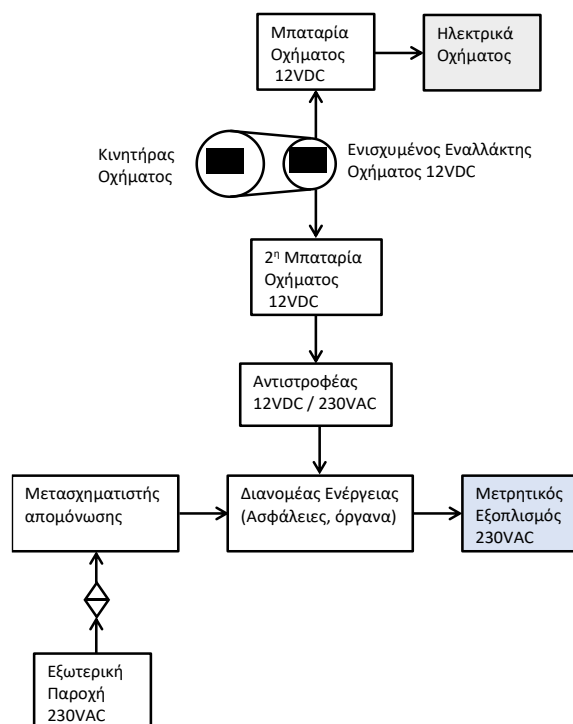 Μπαταρία
Οχήματος
12VDC
Ηλεκτρικά
Οχήματος
Κινητήρας
Οχήματος
Ενισχυμένος Εναλλάκτης
Οχήματος 12VDC
2η Μπαταρία
Οχήματος
12VDC
Αντιστροφέας
12VDC / 230VAC
Μετασχηματιστής
απομόνωσης
Διανομέας Ενέργειας
(Ασφάλειες, όργανα)
Μετρητικός
Εξοπλισμός
230VAC
Εξωτερική
Παροχή
230VAC